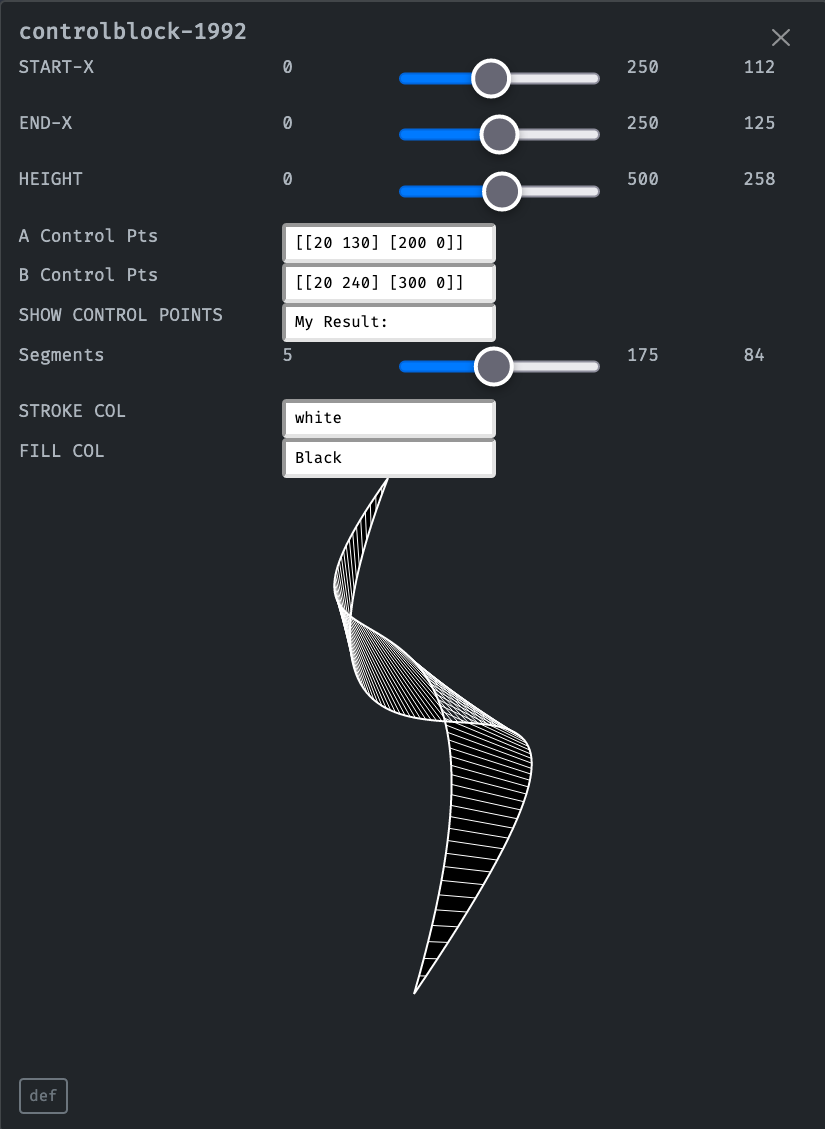 controlblock-1992
START-X 0 250 112
END-X 0 250 125
HEIGHT 0 500 258
A Control Pts [[20 130] [200 0]]
B Control Pts [[20 240] [300 0]]
SHOW CONTROL POINTS My Result:
Segments 5 175 84
STROKE COL white
FILL COL Black
def